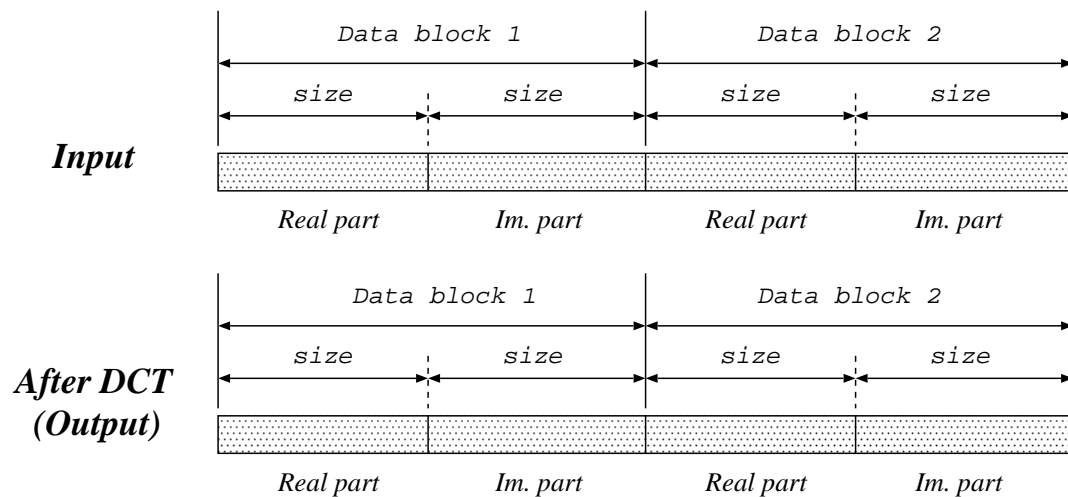 Data block 1 Data block 2
size size size size
Input
Real part Im. part Real part Im. part
Data block 1 Data block 2
size size size size
After DCT
(Output)
Real part Im. part Real part Im. part